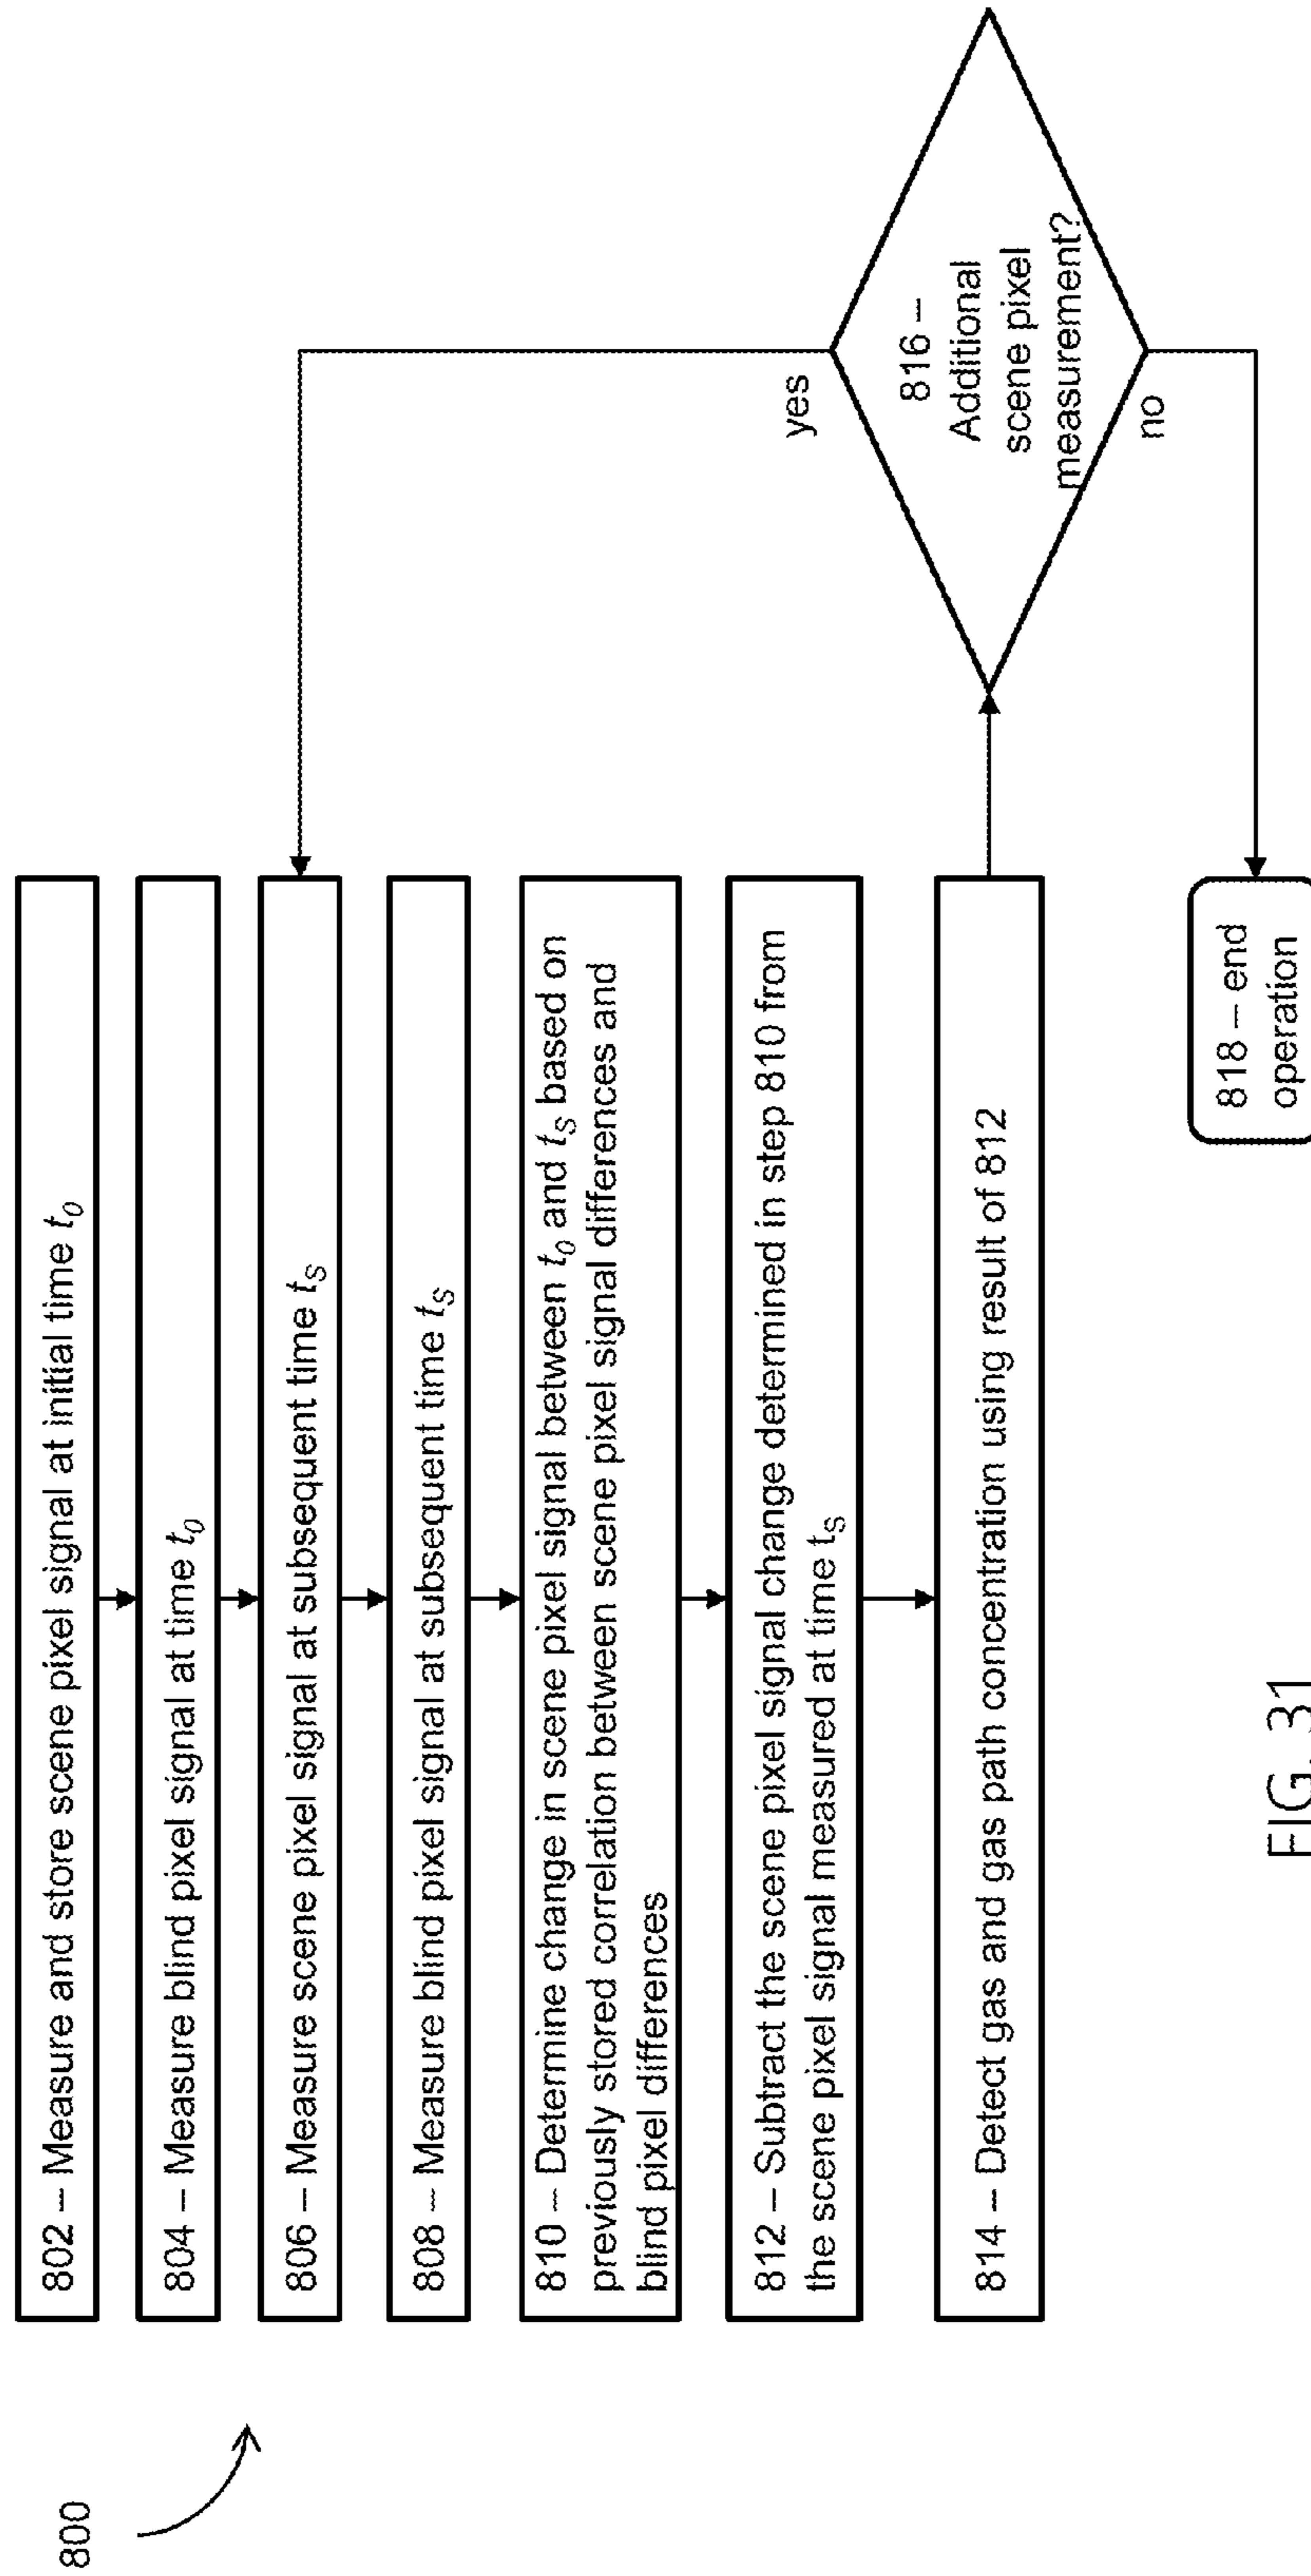 800
802 – Measure and store scene pixel signal at initial time t₀
804 – Measure blind pixel signal at time t₀
806 – Measure scene pixel signal at subsequent time tS
808 – Measure blind pixel signal at subsequent time tS
810 – Determine change in scene pixel signal between t₀ and tS based on
previously stored correlation between scene pixel signal differences and
blind pixel differences
812 – Subtract the scene pixel signal change determined in step 810 from
the scene pixel signal measured at time tS
814 – Detect gas and gas path concentration using result of 812
yes
816 –
Additional
scene pixel
measurement?
no
818 – end
operation
FIG. 31